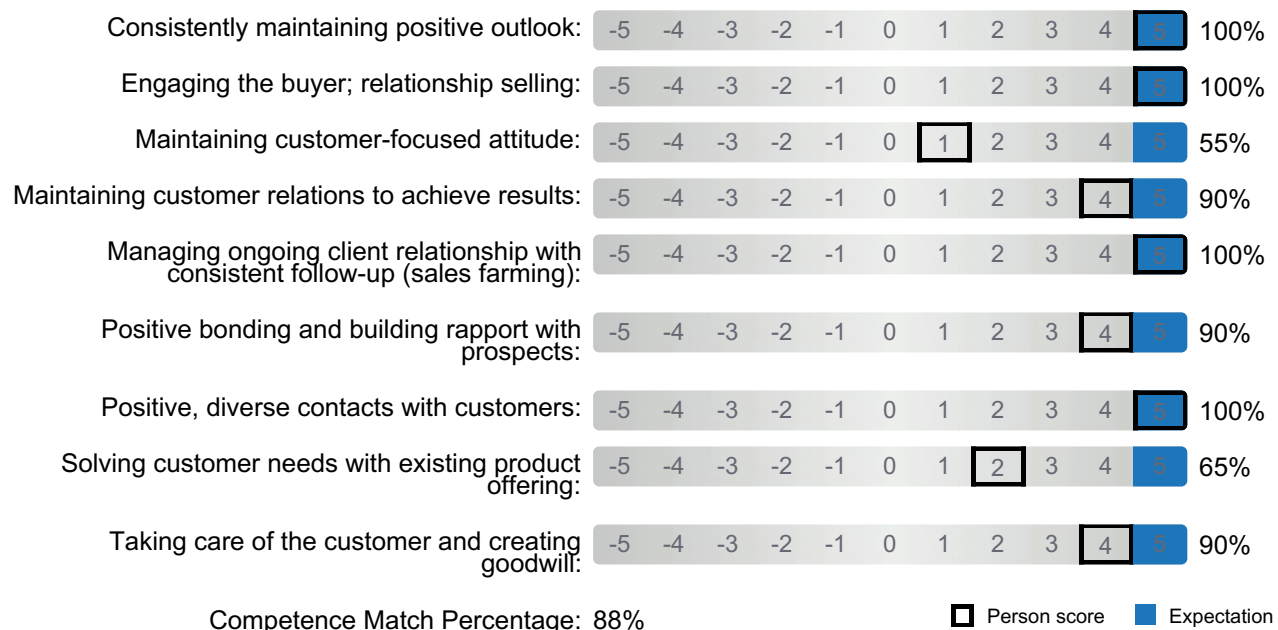 Consistently maintaining positive outlook: -5 -4 -3 -2 -1 0 1 2 3 4 5 100%
Engaging the buyer; relationship selling: -5 -4 -3 -2 -1 0 1 2 3 4 5 100%
Maintaining customer-focused attitude: -5 -4 -3 -2 -1 0 1 2 3 4 5 55%
Maintaining customer relations to achieve results: -5 -4 -3 -2 -1 0 1 2 3 4 5 90%
Managing ongoing client relationship with
consistent follow-up (sales farming): -5 -4 -3 -2 -1 0 1 2 3 4 5 100%
Positive bonding and building rapport with
prospects: -5 -4 -3 -2 -1 0 1 2 3 4 5 90%
Positive, diverse contacts with customers: -5 -4 -3 -2 -1 0 1 2 3 4 5 100%
Solving customer needs with existing product
offering: -5 -4 -3 -2 -1 0 1 2 3 4 5 65%
Taking care of the customer and creating
goodwill: -5 -4 -3 -2 -1 0 1 2 3 4 5 90%
Competence Match Percentage: 88% Person score Expectation